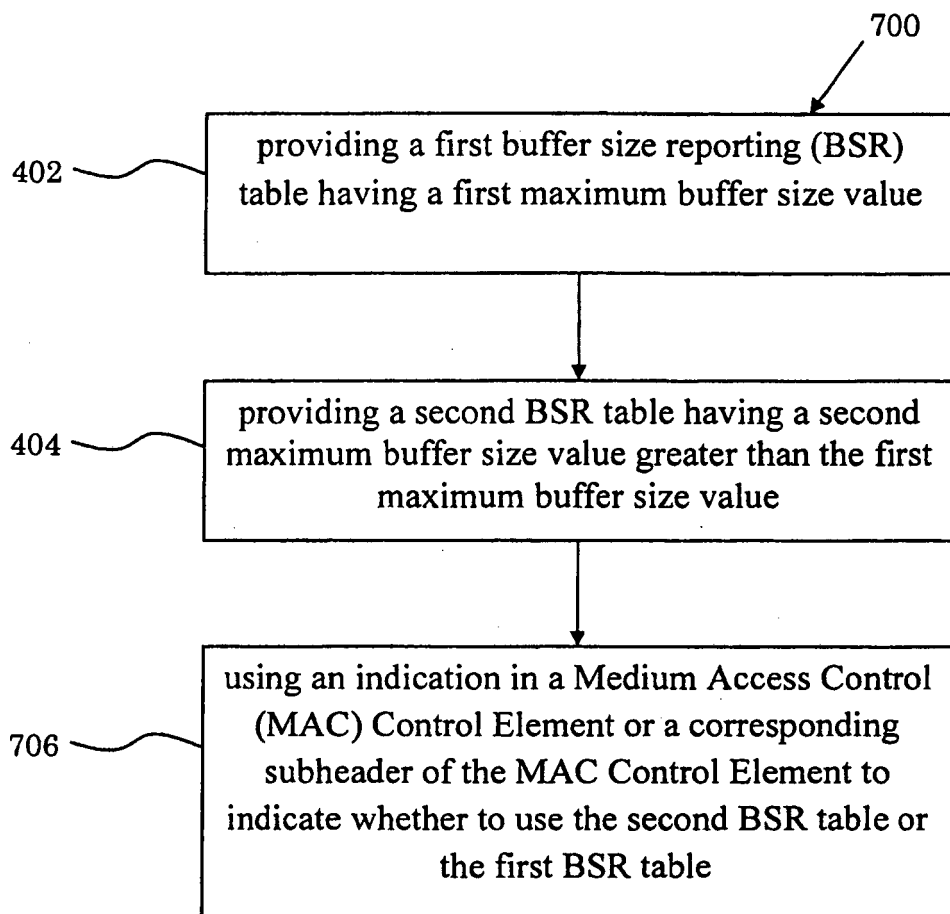 700
402
providing a first buffer size reporting (BSR)
table having a first maximum buffer size value
404
providing a second BSR table having a second
maximum buffer size value greater than the first
maximum buffer size value
706
using an indication in a Medium Access Control
(MAC) Control Element or a corresponding
subheader of the MAC Control Element to
indicate whether to use the second BSR table or
the first BSR table